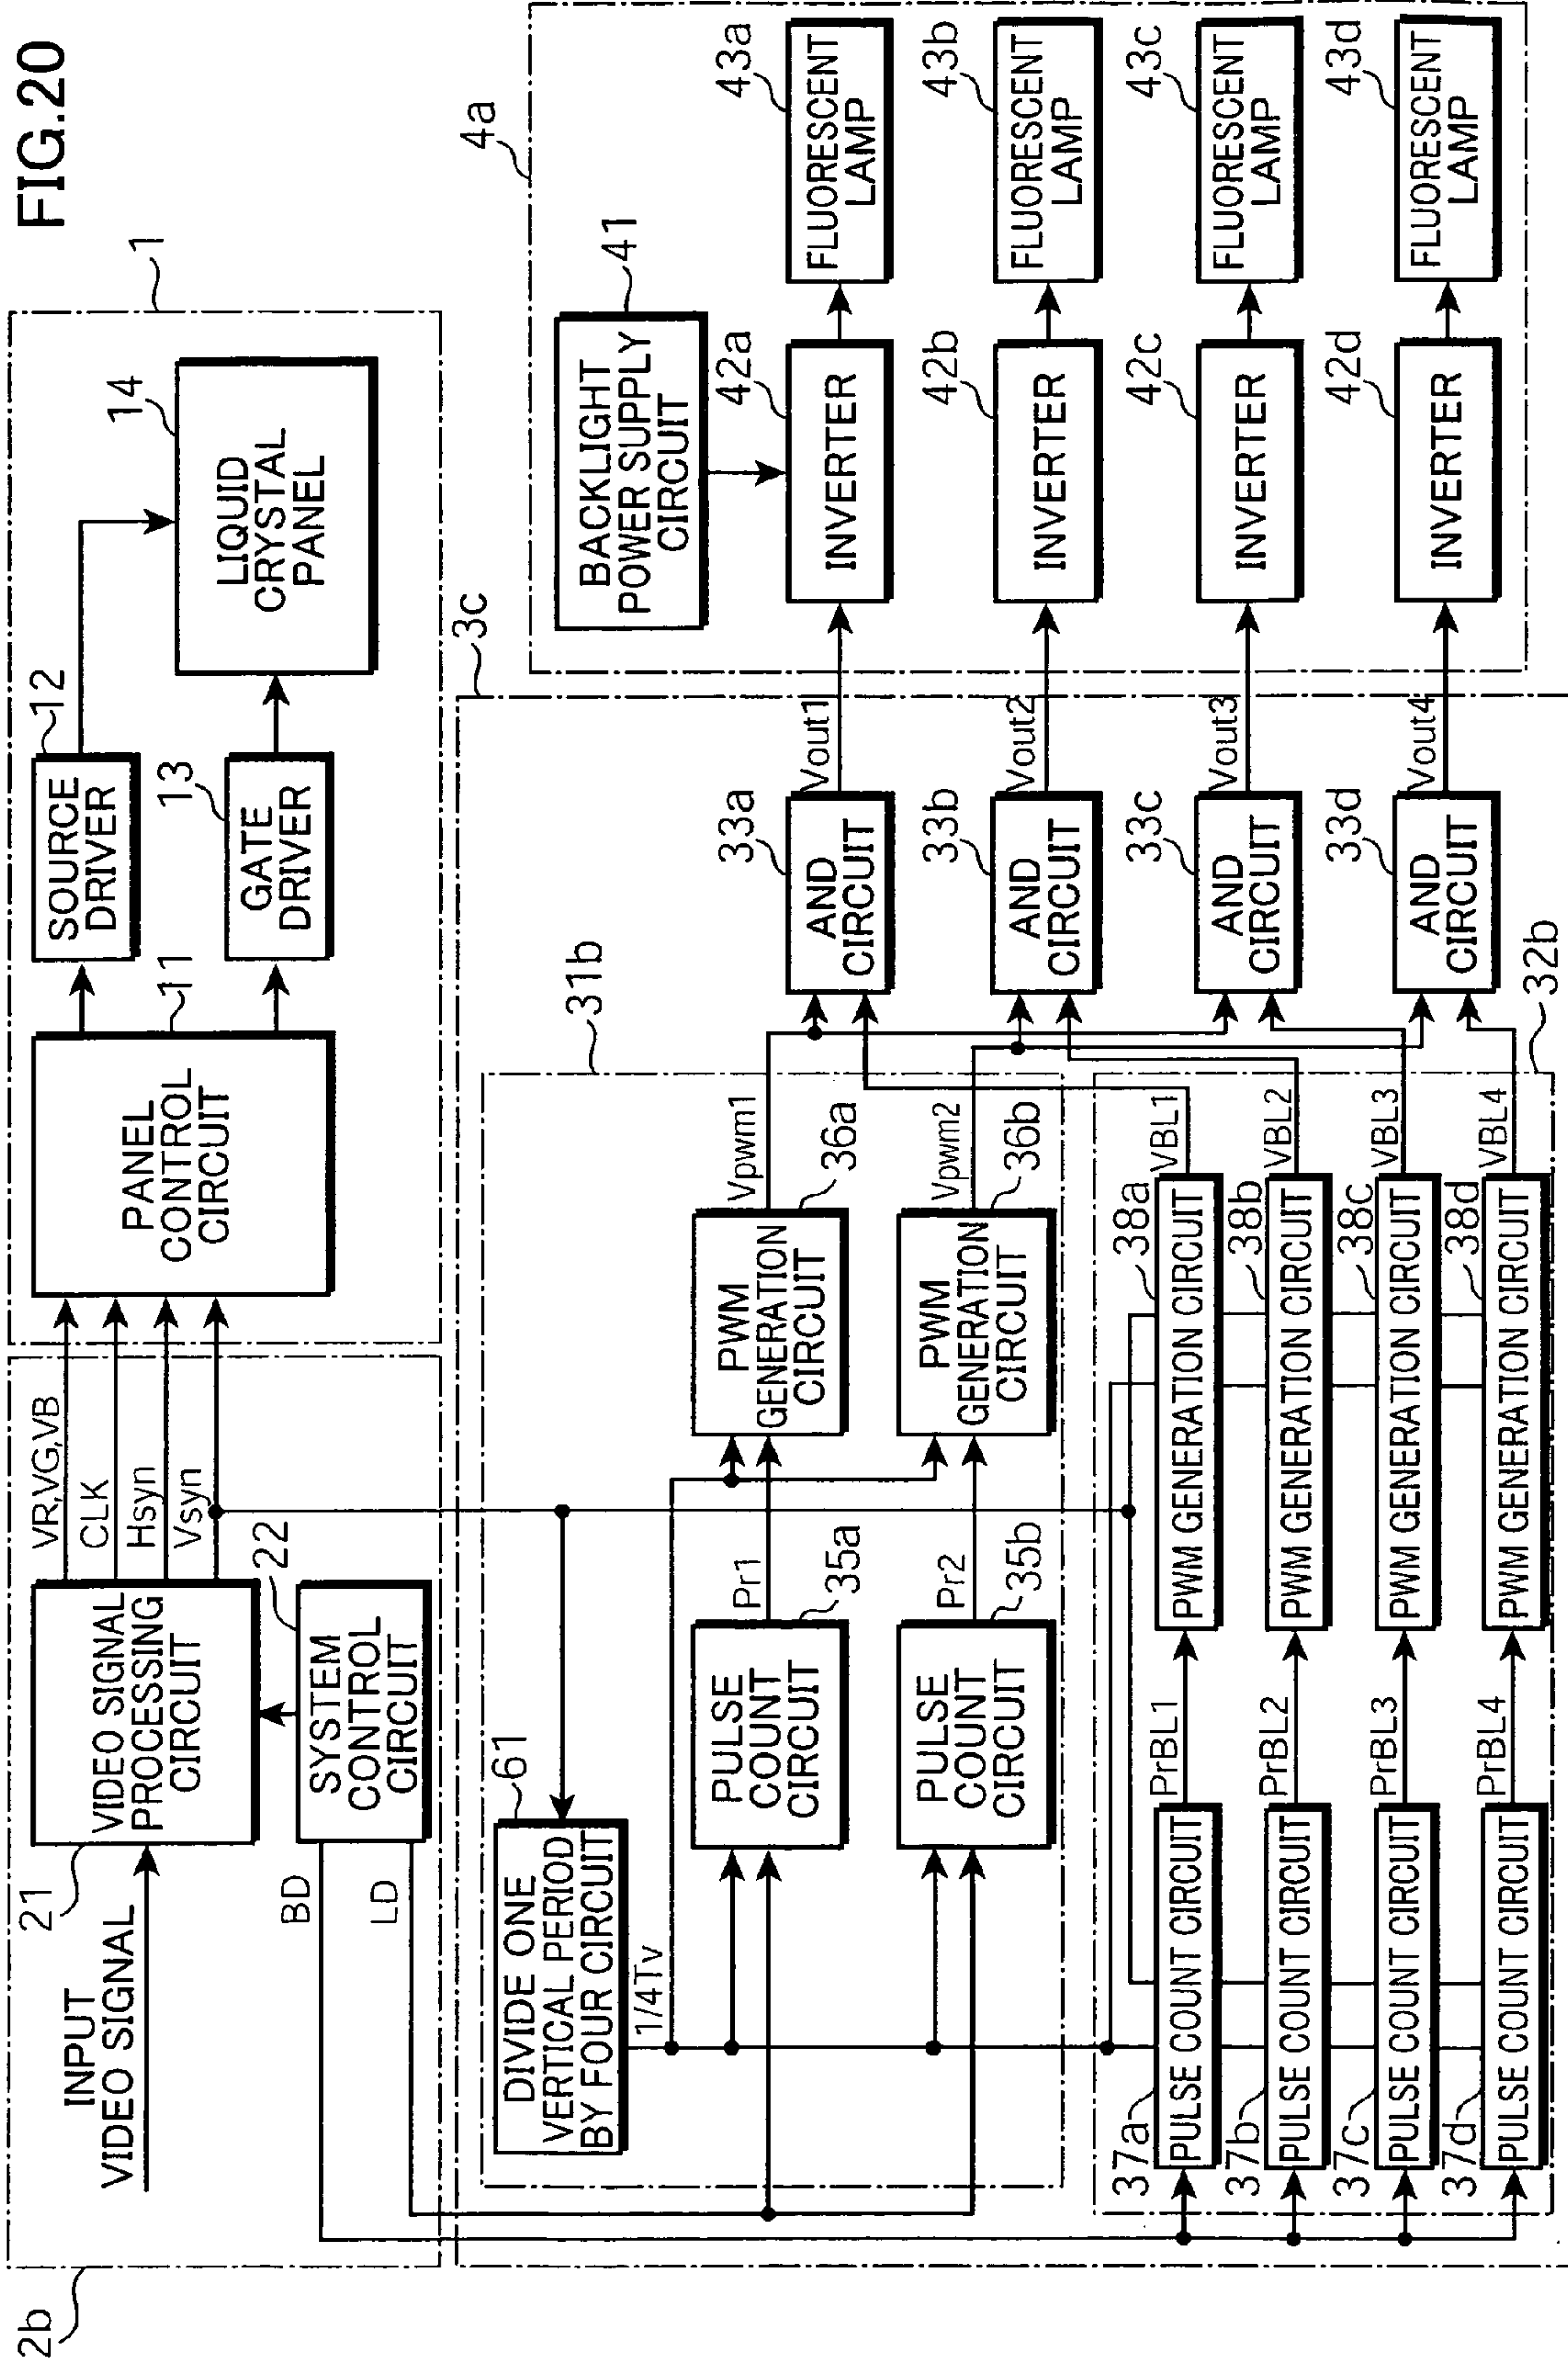 FIG.20
2b
INPUT
VIDEO SIGNAL
21
VIDEO SIGNAL
PROCESSING
CIRCUIT
22
SYSTEM
CONTROL
CIRCUIT
BD
LD
VR,VG,VB
CLK
Hsyn
Vsyn
1
PANEL
CONTROL
CIRCUIT
11
SOURCE
DRIVER
12
GATE
DRIVER
13
LIQUID
CRYSTAL
PANEL
14
3c
31b
61
DIVIDE ONE
VERTICAL PERIOD
BY FOUR CIRCUIT
1/4Tv
PULSE
COUNT
CIRCUIT
35a
Pr1
PWM
GENERATION
CIRCUIT
36a
Vpwm1
PULSE
COUNT
CIRCUIT
35b
Pr2
PWM
GENERATION
CIRCUIT
36b
Vpwm2
32b
37a
PULSE COUNT CIRCUIT
PrBL1
38a
PWM GENERATION CIRCUIT
VBL1
37b
PULSE COUNT CIRCUIT
PrBL2
38b
PWM GENERATION CIRCUIT
VBL2
37c
PULSE COUNT CIRCUIT
PrBL3
38c
PWM GENERATION CIRCUIT
VBL3
37d
PULSE COUNT CIRCUIT
PrBL4
38d
PWM GENERATION CIRCUIT
VBL4
33a
AND
CIRCUIT
Vout1
33b
AND
CIRCUIT
Vout2
33c
AND
CIRCUIT
Vout3
33d
AND
CIRCUIT
Vout4
4a
BACKLIGHT
POWER SUPPLY
CIRCUIT
41
42a
INVERTER
43a
FLUORESCENT
LAMP
42b
INVERTER
43b
FLUORESCENT
LAMP
42c
INVERTER
43c
FLUORESCENT
LAMP
42d
INVERTER
43d
FLUORESCENT
LAMP